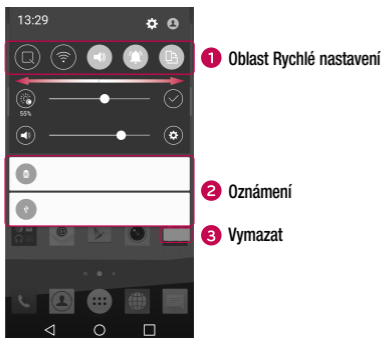 13:29
1 Oblast Rychlé nastavení
55%
2 Oznámení
3 Vymazat